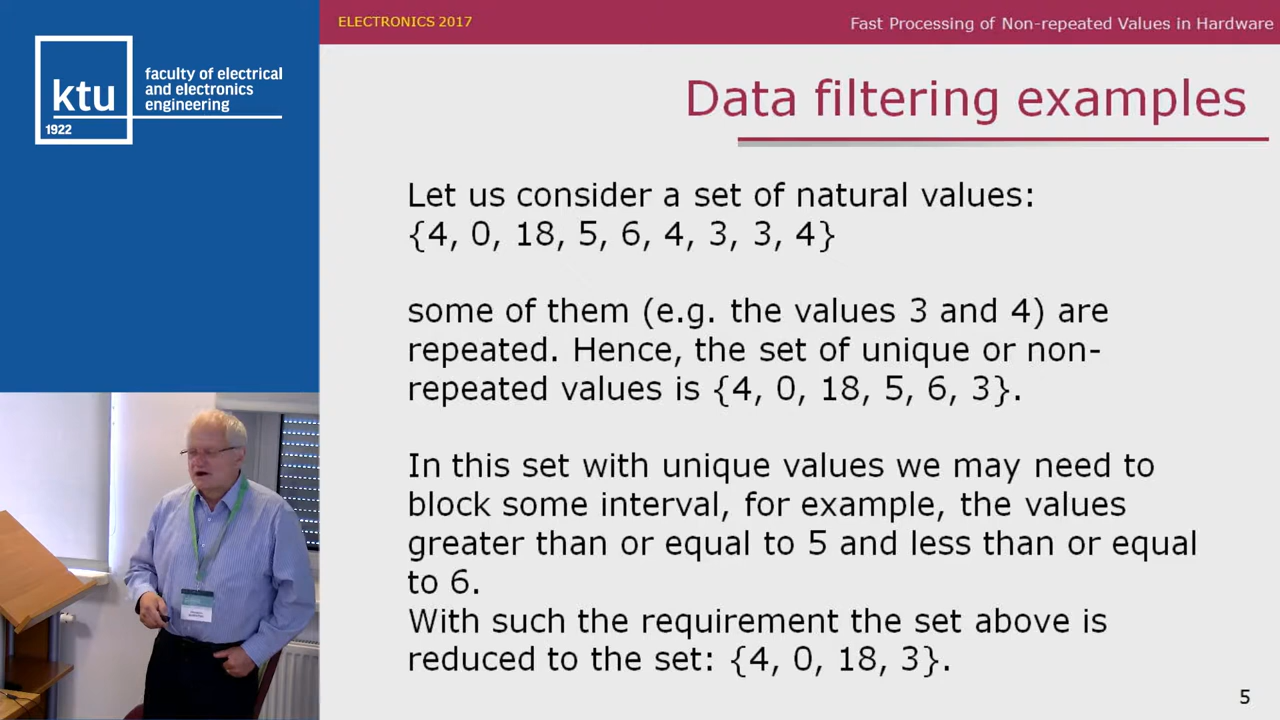 ELECTRONICS 2017
Fast Processing of Non-repeated Values in Hardware
ktu
1922
faculty of electrical
and electronics
engineering
Data filtering examples
Let us consider a set of natural values:
{4, 0, 18, 5, 6, 4, 3, 3, 4}
some of them (e.g. the values 3 and 4) are
repeated. Hence, the set of unique or non-
repeated values is {4, 0, 18, 5, 6, 3}.
In this set with unique values we may need to
block some interval, for example, the values
greater than or equal to 5 and less than or equal
to 6.
With such the requirement the set above is
reduced to the set: {4, 0, 18, 3}.
5